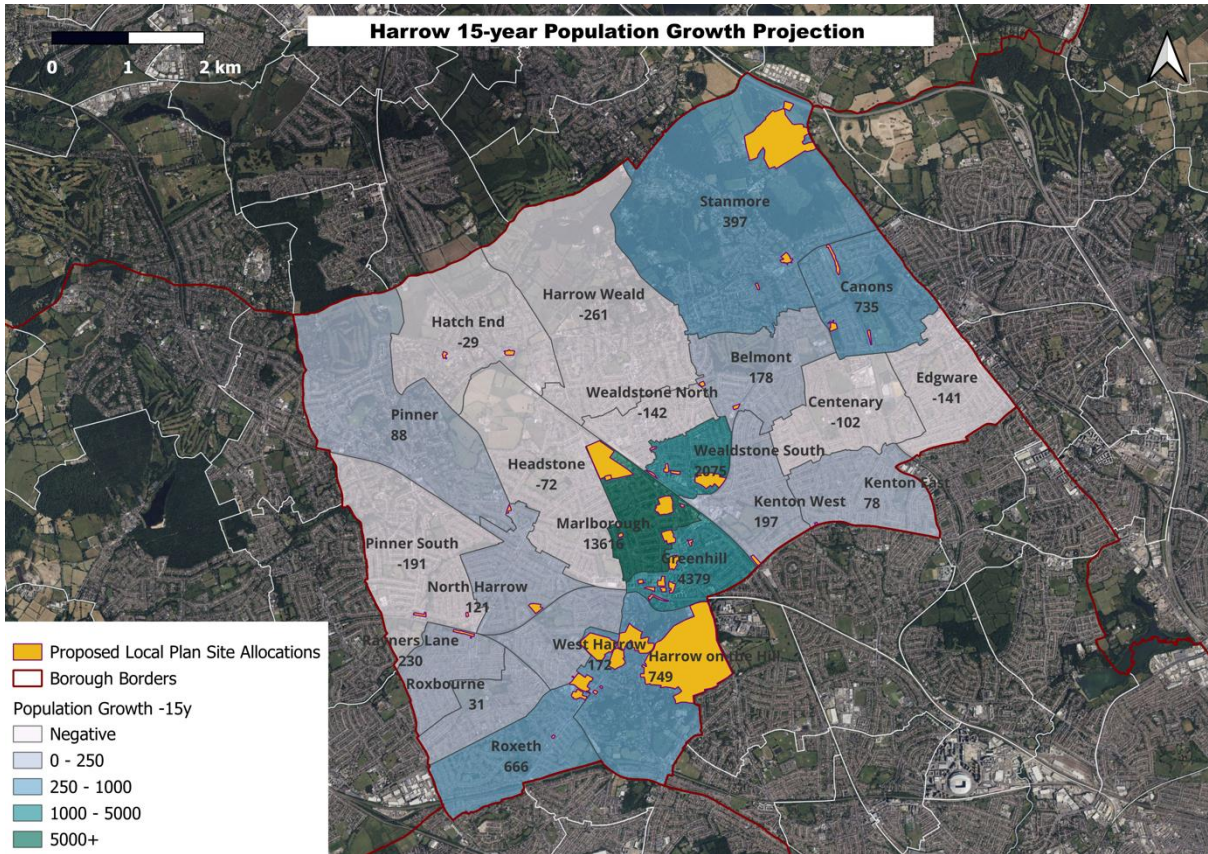 Harrow 15-year Population Growth Projection
0 1 2 km
Stanmore
397
Canons
735
Harrow Weald
-261
Hatch End
-29
Belmont
178
Edgware
-141
Wealdstone North
-142
Centenary
-102
Pinner
88
Wealdstone South
2075
Headstone
-72
Kenton East
78
Kenton West
197
Marlborough
13616
Pinner South
-191
Greenhill
4379
North Harrow
121
Rayners Lane
230
West Harrow
172
Harrow on the Hill
749
Roxbourne
31
Roxeth
666
Proposed Local Plan Site Allocations
Borough Borders
Population Growth -15y
Negative
0 - 250
250 - 1000
1000 - 5000
5000+